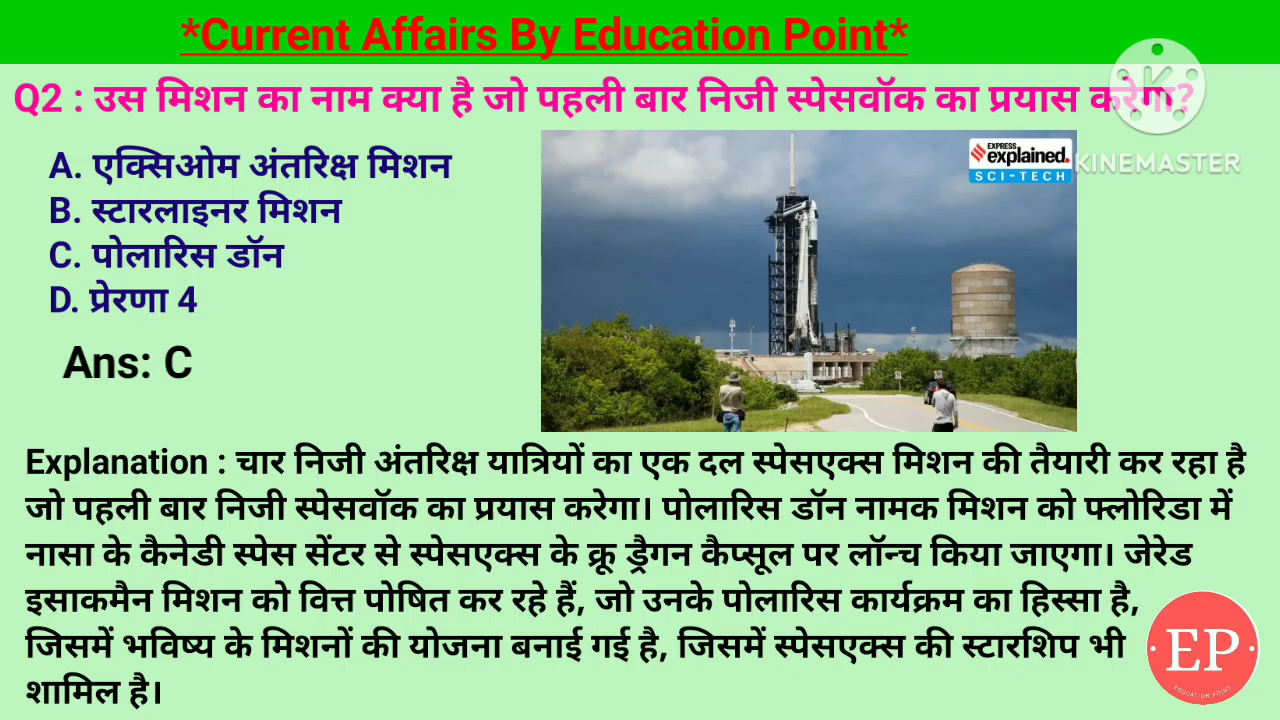 *Current Affairs By Education Point*
Q2 : उस मिशन का नाम क्या है जो पहली बार निजी स्पेसवॉक का प्रयास करेगा?
K
KINEMASTER
A. एक्सिओम अंतरिक्ष मिशन
B. स्टारलाइनर मिशन
C. पोलारिस डॉन
D. प्रेरणा 4
EXPRESS
explained.
SCI-TECH
Ans: C
Explanation : चार निजी अंतरिक्ष यात्रियों का एक दल स्पेसएक्स मिशन की तैयारी कर रहा है
जो पहली बार निजी स्पेसवॉक का प्रयास करेगा। पोलारिस डॉन नामक मिशन को फ्लोरिडा में
नासा के कैनेडी स्पेस सेंटर से स्पेसएक्स के क्रू ड्रैगन कैप्सूल पर लॉन्च किया जाएगा। जेरेड
इसाकमैन मिशन को वित्त पोषित कर रहे हैं, जो उनके पोलारिस कार्यक्रम का हिस्सा है,
जिसमें भविष्य के मिशनों की योजना बनाई गई है, जिसमें स्पेसएक्स की स्टारशिप भी
शामिल है।
EP
EDUCATION POINT